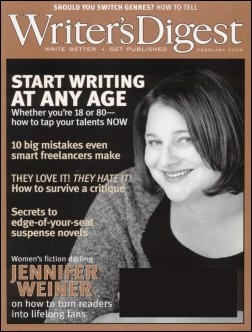 SHOULD YOU SWITCH GENRES? HOW TO TELL
Writer'sDigest
WRITE BETTER • GET PUBLISHED
FEBRUARY 2005
START WRITING
AT ANY AGE
Whether you're 18 or 80—
how to tap your talents NOW
10 big mistakes even
smart freelancers make
THEY LOVE IT! THEY HATE IT!
How to survive a critique
Secrets to
edge-of-your-seat
suspense novels
Women's fiction darling
JENNIFER
WEINER
on how to turn readers
into lifelong fans